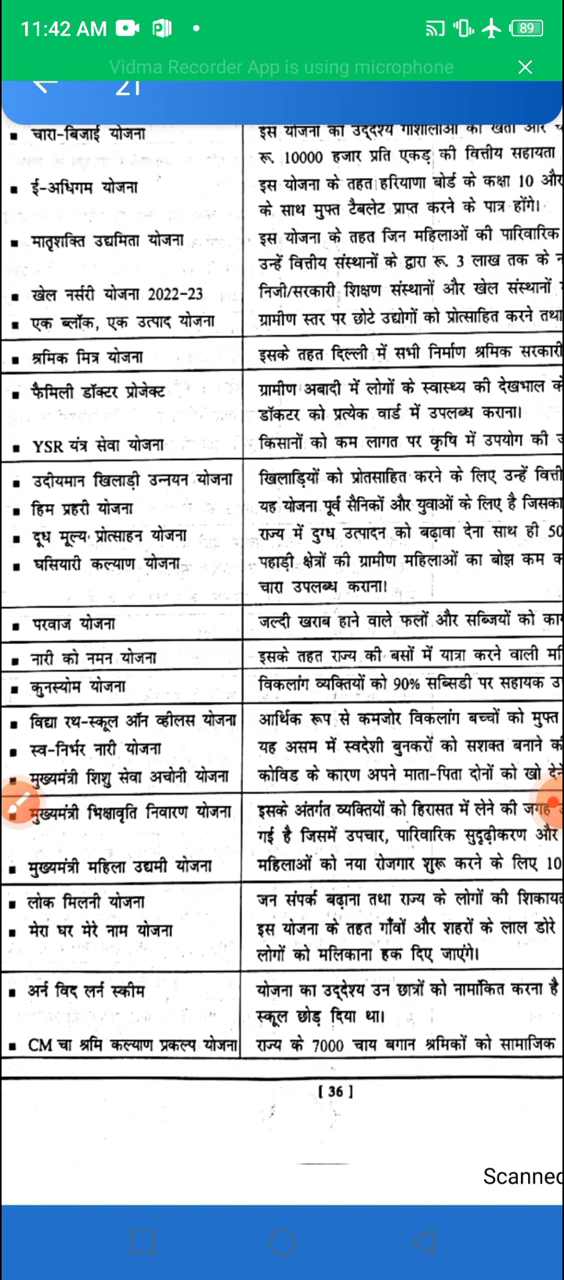 11:42 AM
89
Vidma Recorder App is using microphone
21
चारा-बिजाई योजना
इस योजना का उद्देश्य गौशालाओं को खेतों और
रू. 10000 हजार प्रति एकड़ की वित्तीय सहायता
ई-अधिगम योजना
इस योजना के तहत हरियाणा बोर्ड के कक्षा 10 और
के साथ मुफ्त टैबलेट प्राप्त करने के पात्र होंगे।
मातृशक्ति उद्यमिता योजना
इस योजना के तहत जिन महिलाओं की पारिवारिक
उन्हें वित्तीय संस्थानों के द्वारा रू. 3 लाख तक के
खेल नर्सरी योजना 2022-23
निजी/सरकारी शिक्षण संस्थानों और खेल संस्थानों
एक ब्लॉक, एक उत्पाद योजना
ग्रामीण स्तर पर छोटे उद्योगों को प्रोत्साहित करने तथा
श्रमिक मित्र योजना
इसके तहत दिल्ली में सभी निर्माण श्रमिक सरकारी
फैमिली डॉक्टर प्रोजेक्ट
ग्रामीण अबादी में लोगों के स्वास्थ्य की देखभाल
डॉकटर को प्रत्येक वार्ड में उपलब्ध कराना।
YSR यंत्र सेवा योजना
किसानों को कम लागत पर कृषि में उपयोग की
उदीयमान खिलाड़ी उन्नयन योजना
खिलाड़ियों को प्रोतसाहित करने के लिए उन्हें वित्ती
हिम प्रहरी योजना
यह योजना पूर्व सैनिकों और युवाओं के लिए है जिसका
दूध मूल्य प्रोत्साहन योजना
राज्य में दुग्ध उत्पादन को बढ़ावा देना साथ ही 50
घसियारी कल्याण योजना
पहाड़ी क्षेत्रों की ग्रामीण महिलाओं का बोझ कम
चारा उपलब्ध कराना।
परवाज योजना
जल्दी खराब हाने वाले फलों और सब्जियों को
नारी को नमन योजना
इसके तहत राज्य की बसों में यात्रा करने वाली
कुनस्योम योजना
विकलांग व्यक्तियों को 90% सब्सिडी पर सहायक
विद्या रथ-स्कूल ऑन व्हीलस योजना
आर्थिक रूप से कमजोर विकलांग बच्चों को मुफ्त
स्व-निर्भर नारी योजना
यह असम में स्वदेशी बुनकरों को सशक्त बनाने
मुख्यमंत्री शिशु सेवा अचोनी योजना
कोविड के कारण अपने माता-पिता दोनों को खो देने
मुख्यमंत्री भिक्षावृति निवारण योजना
इसके अंतर्गत व्यक्तियों को हिरासत में लेने की जगह
गई है जिसमें उपचार, पारिवारिक सुदृढ़ीकरण और
मुख्यमंत्री महिला उद्यमी योजना
महिलाओं को नया रोजगार शुरू करने के लिए 10
लोक मिलनी योजना
जन संपर्क बढ़ाना तथा राज्य के लोगों की शिकायत
मेरा घर मेरे नाम योजना
इस योजना के तहत गाँवों और शहरों के लाल डोरे
लोगों को मलिकाना हक दिए जाएंगे।
अर्न विद लर्न स्कीम
योजना का उद्देश्य उन छात्रों को नामांकित करना है
स्कूल छोड़ दिया था।
CM चा श्रमि कल्याण प्रकल्प योजना
राज्य के 7000 चाय बगान श्रमिकों को सामाजिक
[ 36 ]
Scanned